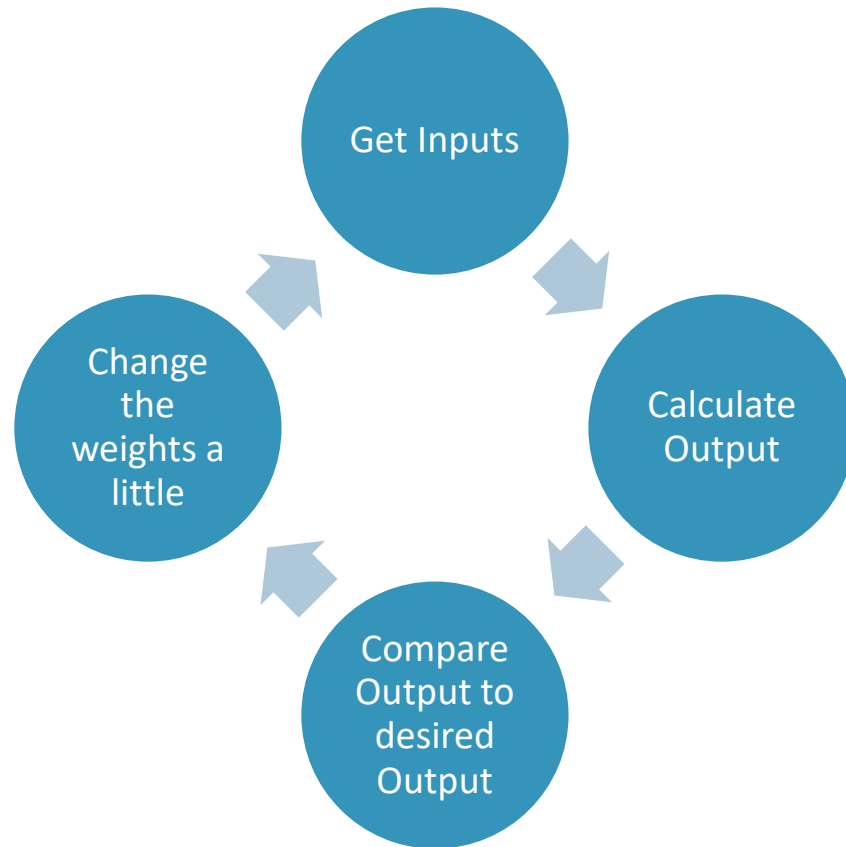 Get Inputs
Calculate
Output
Compare
Output to
desired
Output
Change
the
weights a
little